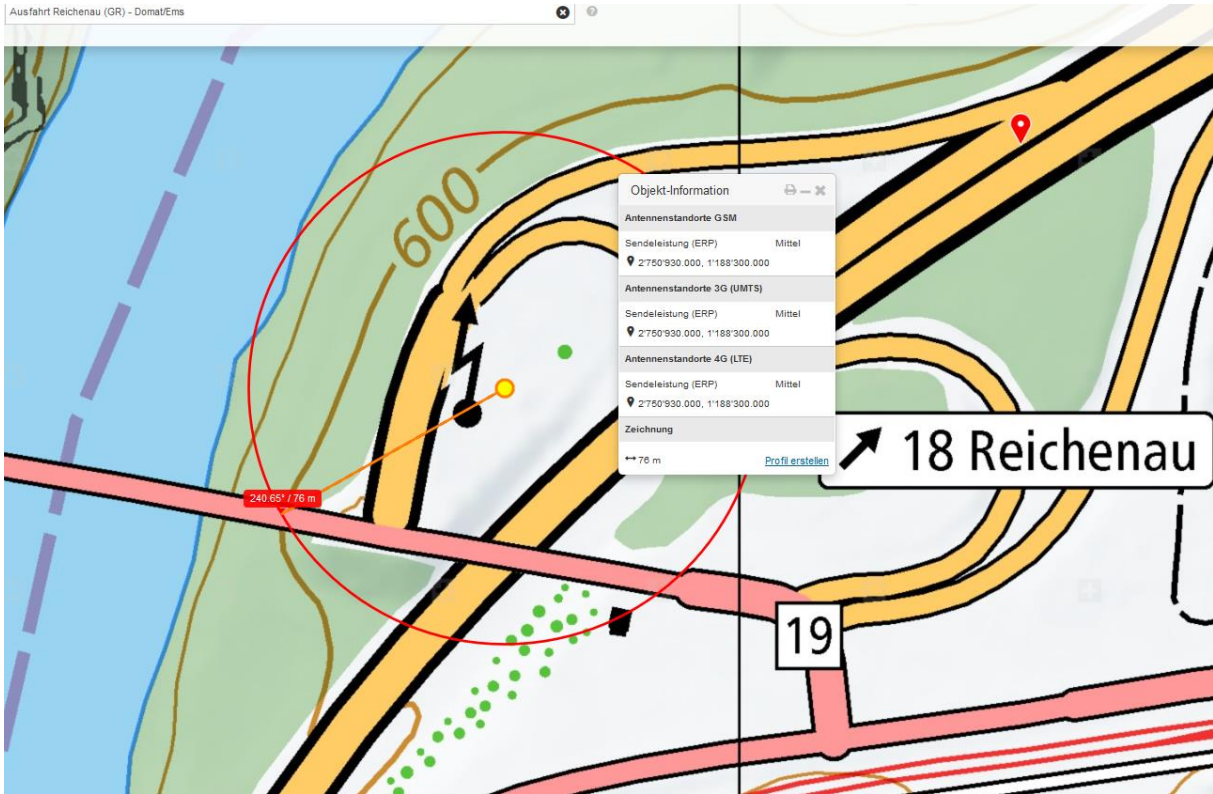 Ausfahrt Reichenau (GR) - Domat/Ems
600
Objekt-Information
Antennenstandorte GSM
Sendeleistung (ERP) Mittel
2'750'930.000, 1'188'300.000
Antennenstandorte 3G (UMTS)
Sendeleistung (ERP) Mittel
2'750'930.000, 1'188'300.000
Antennenstandorte 4G (LTE)
Sendeleistung (ERP) Mittel
2'750'930.000, 1'188'300.000
Zeichnung
76 m Profil erstellen
18 Reichenau
240.65° / 76 m
19